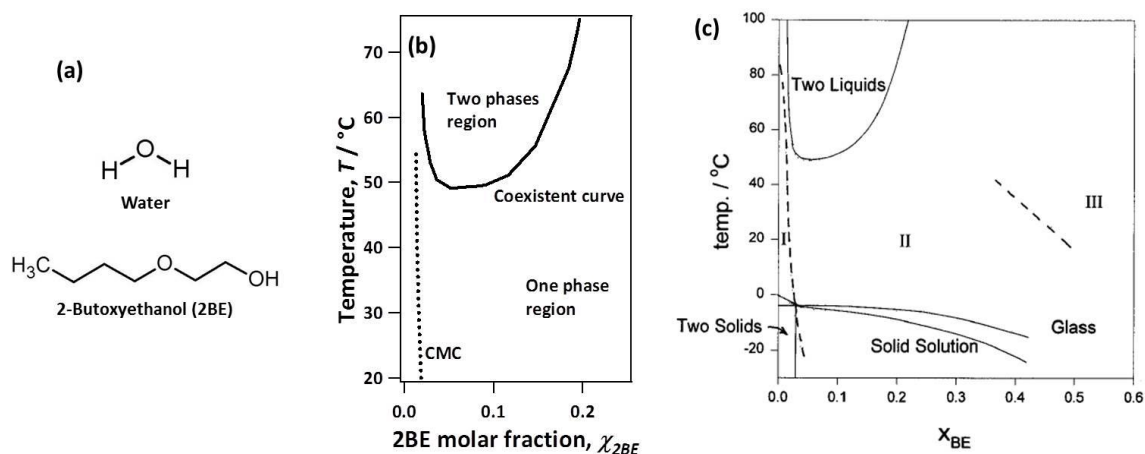 (a)
H O H
Water
H3C O OH
2-Butoxyethanol (2BE)
(b)
Temperature, T / °C
70
60
50
40
30
20
Two phases
region
Coexistent curve
One phase
region
CMC
0.0 0.1 0.2
2BE molar fraction, χ2BE
(c)
temp. / °C
100
80
60
40
20
0
-20
Two Liquids
I
II
III
Two Solids
Solid Solution
Glass
0.0 0.1 0.2 0.3 0.4 0.5 0.6
XBE